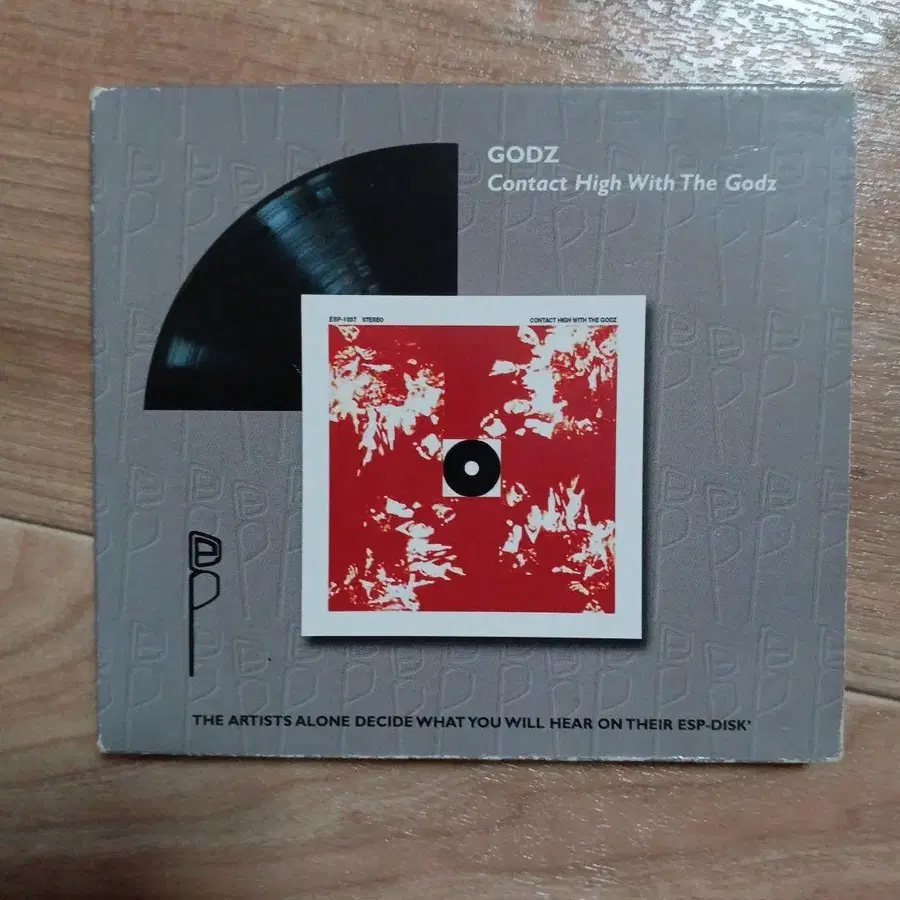 GODZ
Contact High With The Godz
ESP-1037 STEREO CONTACT HIGH WITH THE GODZ
THE ARTISTS ALONE DECIDE WHAT YOU WILL HEAR ON THEIR ESP-DISK'